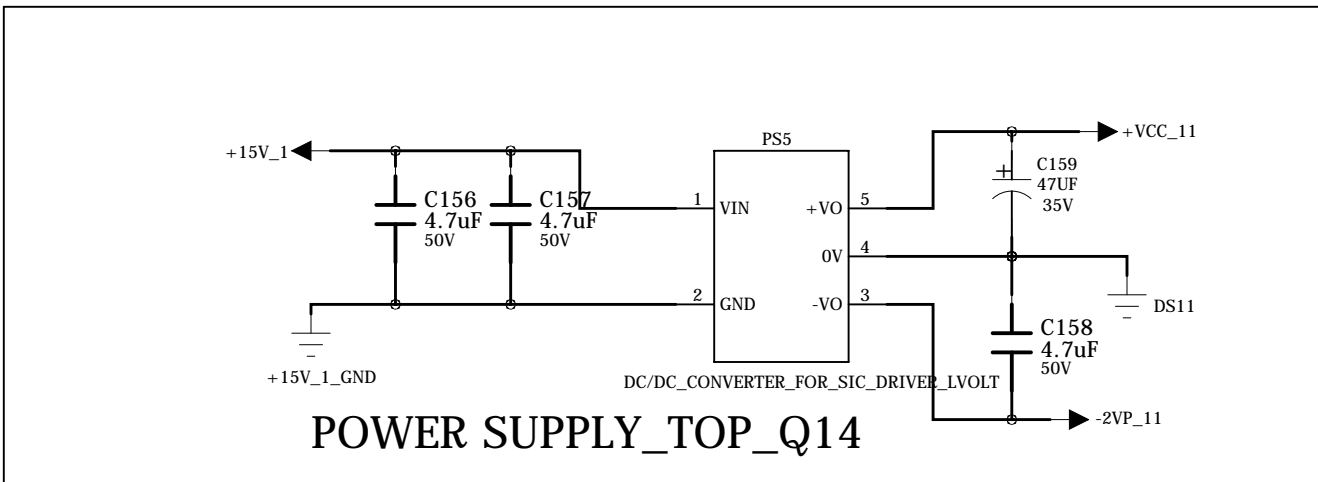 +15V_1
C156
4.7uF
50V
C157
4.7uF
50V
+15V_1_GND
PS5
1
VIN
2
GND
+VO
5
0V
4
-VO
3
DC/DC_CONVERTER_FOR_SIC_DRIVER_LVOLT
+VCC_11
+
C159
47UF
35V
DS11
C158
4.7uF
50V
-2VP_11
POWER SUPPLY_TOP_Q14